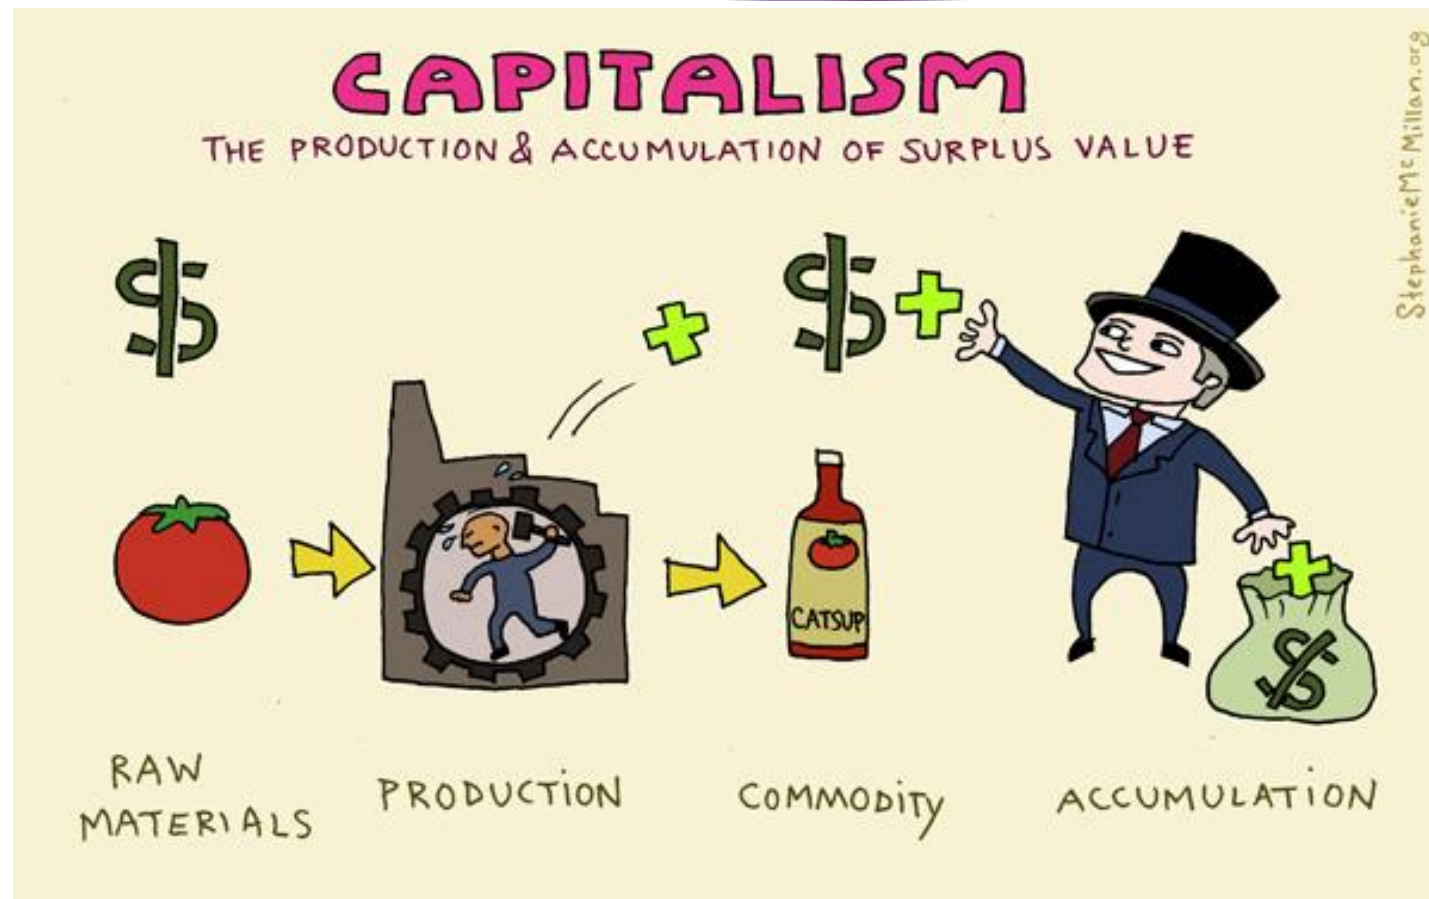 CAPITALISM
THE PRODUCTION & ACCUMULATION OF SURPLUS VALUE
StephanieMcMillan.org
$
$
CATSUP
$
RAW
MATERIALS
PRODUCTION
COMMODITY
ACCUMULATION